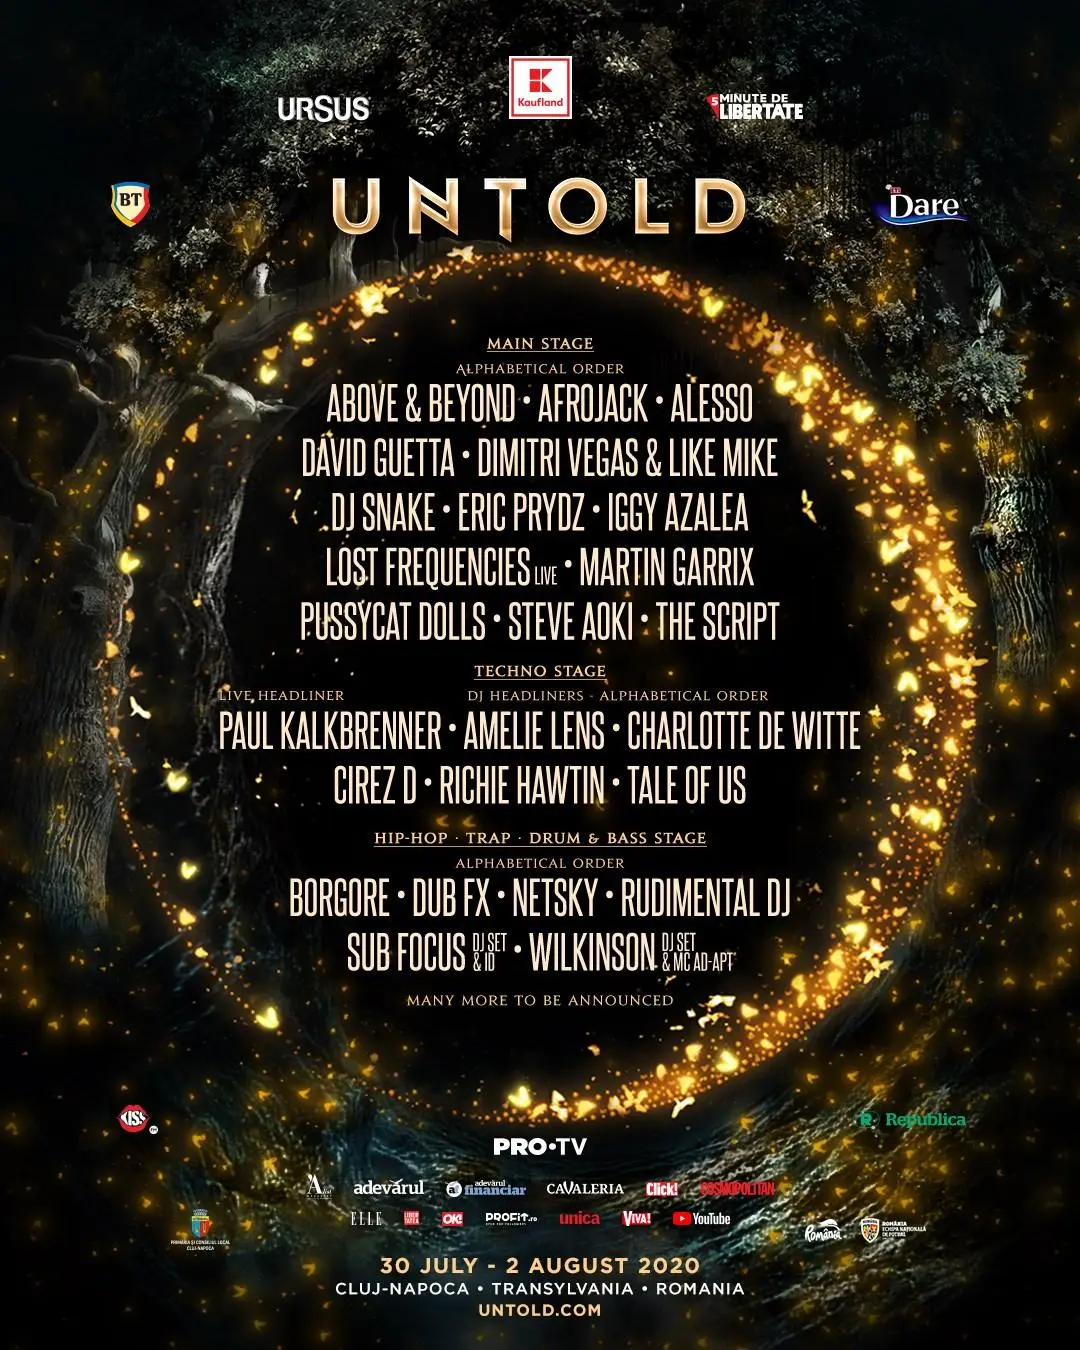 URSUS
K
Kaufland
5 MINUTE DE
LIBERTATE
BT
UNTOLD
Dare
MAIN STAGE
ALPHABETICAL ORDER
ABOVE & BEYOND • AFROJACK • ALESSO
DAVID GUETTA • DIMITRI VEGAS & LIKE MIKE
DJ SNAKE • ERIC PRYDZ • IGGY AZALEA
LOST FREQUENCIES LIVE • MARTIN GARRIX
PUSSYCAT DOLLS • STEVE AOKI • THE SCRIPT
TECHNO STAGE
LIVE HEADLINER DJ HEADLINERS - ALPHABETICAL ORDER
PAUL KALKBRENNER • AMELIE LENS • CHARLOTTE DE WITTE
CIREZ D • RICHIE HAWTIN • TALE OF US
HIP-HOP · TRAP · DRUM & BASS STAGE
ALPHABETICAL ORDER
BORGORE • DUB FX • NETSKY • RUDIMENTAL DJ
SUB FOCUS DJ SET & ID • WILKINSON DJ SET & MC AD-APT
MANY MORE TO BE ANNOUNCED
KISS FM
R Republica
PRO•TV
adevărul adevărul financiar CAVALERIA Click! COSMOPOLITAN
ELLE LIBERTATEA OK! PROFIT.ro unica VIVA! YouTube
PRIMĂRIA ȘI CONSILIUL LOCAL
CLUJ-NAPOCA
România
ROMÂNIA
ECHIPA NAȚIONALĂ
DE FOTBAL
30 JULY - 2 AUGUST 2020
CLUJ-NAPOCA • TRANSYLVANIA • ROMANIA
UNTOLD.COM